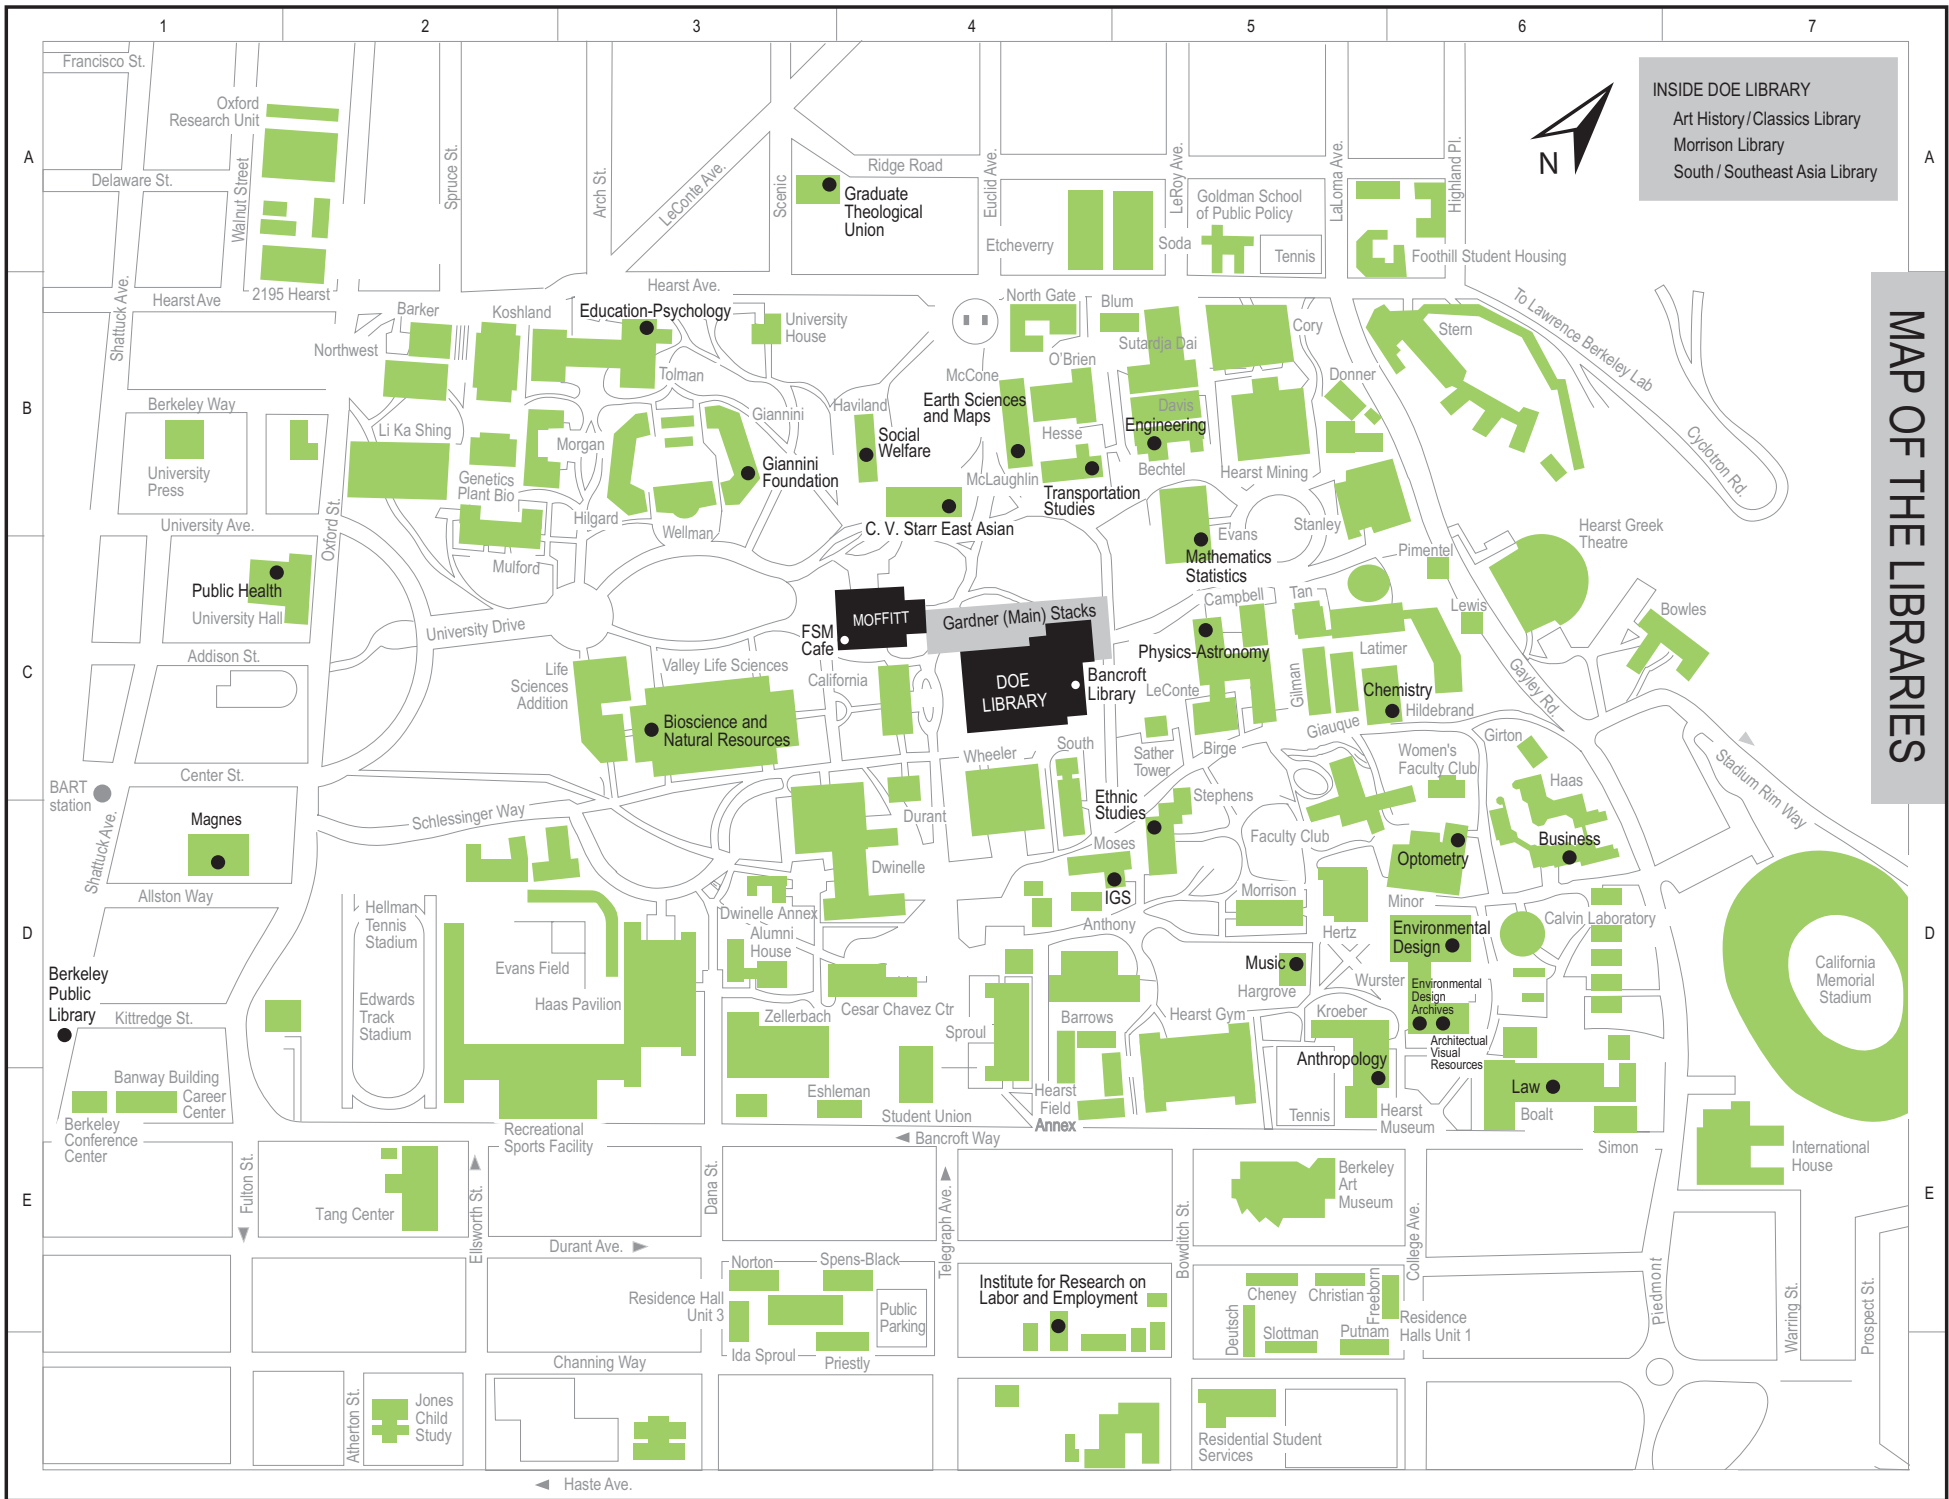 1
2
3
4
5
6
7
A
B
C
D
E
A
D
E
MAP OF THE LIBRARIES
INSIDE DOE LIBRARY
Art History / Classics Library
Morrison Library
South / Southeast Asia Library
N
Francisco St.
Oxford
Research Unit
Delaware St.
Walnut Street
Spruce St.
Arch St.
LeConte Ave.
Scenic
Ridge Road
Graduate
Theological
Union
Euclid Ave.
Etcheverry
LeRoy Ave.
Soda
Goldman School
of Public Policy
Tennis
LaLoma Ave.
Highland Pl.
Foothill Student Housing
Hearst Ave
2195 Hearst
Hearst Ave.
Shattuck Ave.
Barker
Koshland
Education-Psychology
University
House
North Gate
Blum
Cory
Stern
To Lawrence Berkeley Lab
Northwest
Tolman
O'Brien
Sutardja Dai
McCone
Earth Sciences
and Maps
Donner
Berkeley Way
Li Ka Shing
Morgan
Giannini
Haviland
Social
Welfare
Hesse
Davis
Engineering
Bechtel
Hearst Mining
Cyclotron Rd.
University
Press
Genetics
Plant Bio
Giannini
Foundation
McLaughlin
Transportation
Studies
University Ave.
Oxford St.
Hilgard
Wellman
C. V. Starr East Asian
Evans
Stanley
Hearst Greek
Theatre
Mulford
Mathematics
Statistics
Pimentel
Public Health
University Hall
University Drive
MOFFITT
FSM
Cafe
Gardner (Main) Stacks
Campbell
Tan
Lewis
Bowles
Addison St.
Life
Sciences
Addition
Valley Life Sciences
California
DOE
LIBRARY
Bancroft
Library
Physics-Astronomy
LeConte
Gilman
Latimer
Chemistry
Hildebrand
Gayley Rd.
Bioscience and
Natural Resources
Giauque
Birge
Sather
Tower
South
Wheeler
Women's
Faculty Club
Girton
Haas
Stadium Rim Way
Center St.
BART
station
Shattuck Ave.
Magnes
Schlessinger Way
Durant
Ethnic
Studies
Stephens
Faculty Club
Business
Optometry
Moses
Dwinelle
Allston Way
IGS
Morrison
Minor
Hellman
Tennis
Stadium
Dwinelle Annex
Alumni
House
Anthony
Hertz
Environmental
Design
Calvin Laboratory
California
Memorial
Stadium
Evans Field
Haas Pavilion
Music
Hargrove
Wurster
Environmental
Design
Archives
Berkeley
Public
Library
Kittredge St.
Edwards
Track
Stadium
Zellerbach
Cesar Chavez Ctr
Sproul
Barrows
Hearst Gym
Kroeber
Architectual
Visual
Resources
Anthropology
Banway Building
Career
Center
Berkeley
Conference
Center
Eshleman
Student Union
Hearst
Field
Annex
Tennis
Hearst
Museum
Law
Boalt
Simon
Recreational
Sports Facility
Bancroft Way
International
House
Fulton St.
Tang Center
Ellsworth St.
Dana St.
Telegraph Ave.
Bowditch St.
Berkeley
Art
Museum
College Ave.
Durant Ave.
Norton
Spens-Black
Residence Hall
Unit 3
Public
Parking
Ida Sproul
Priestly
Institute for Research on
Labor and Employment
Cheney
Christian
Freeborn
Deutsch
Slottman
Putnam
Residence
Halls Unit 1
Piedmont
Warring St.
Prospect St.
Channing Way
Atherton St.
Jones
Child
Study
Residential Student
Services
Haste Ave.